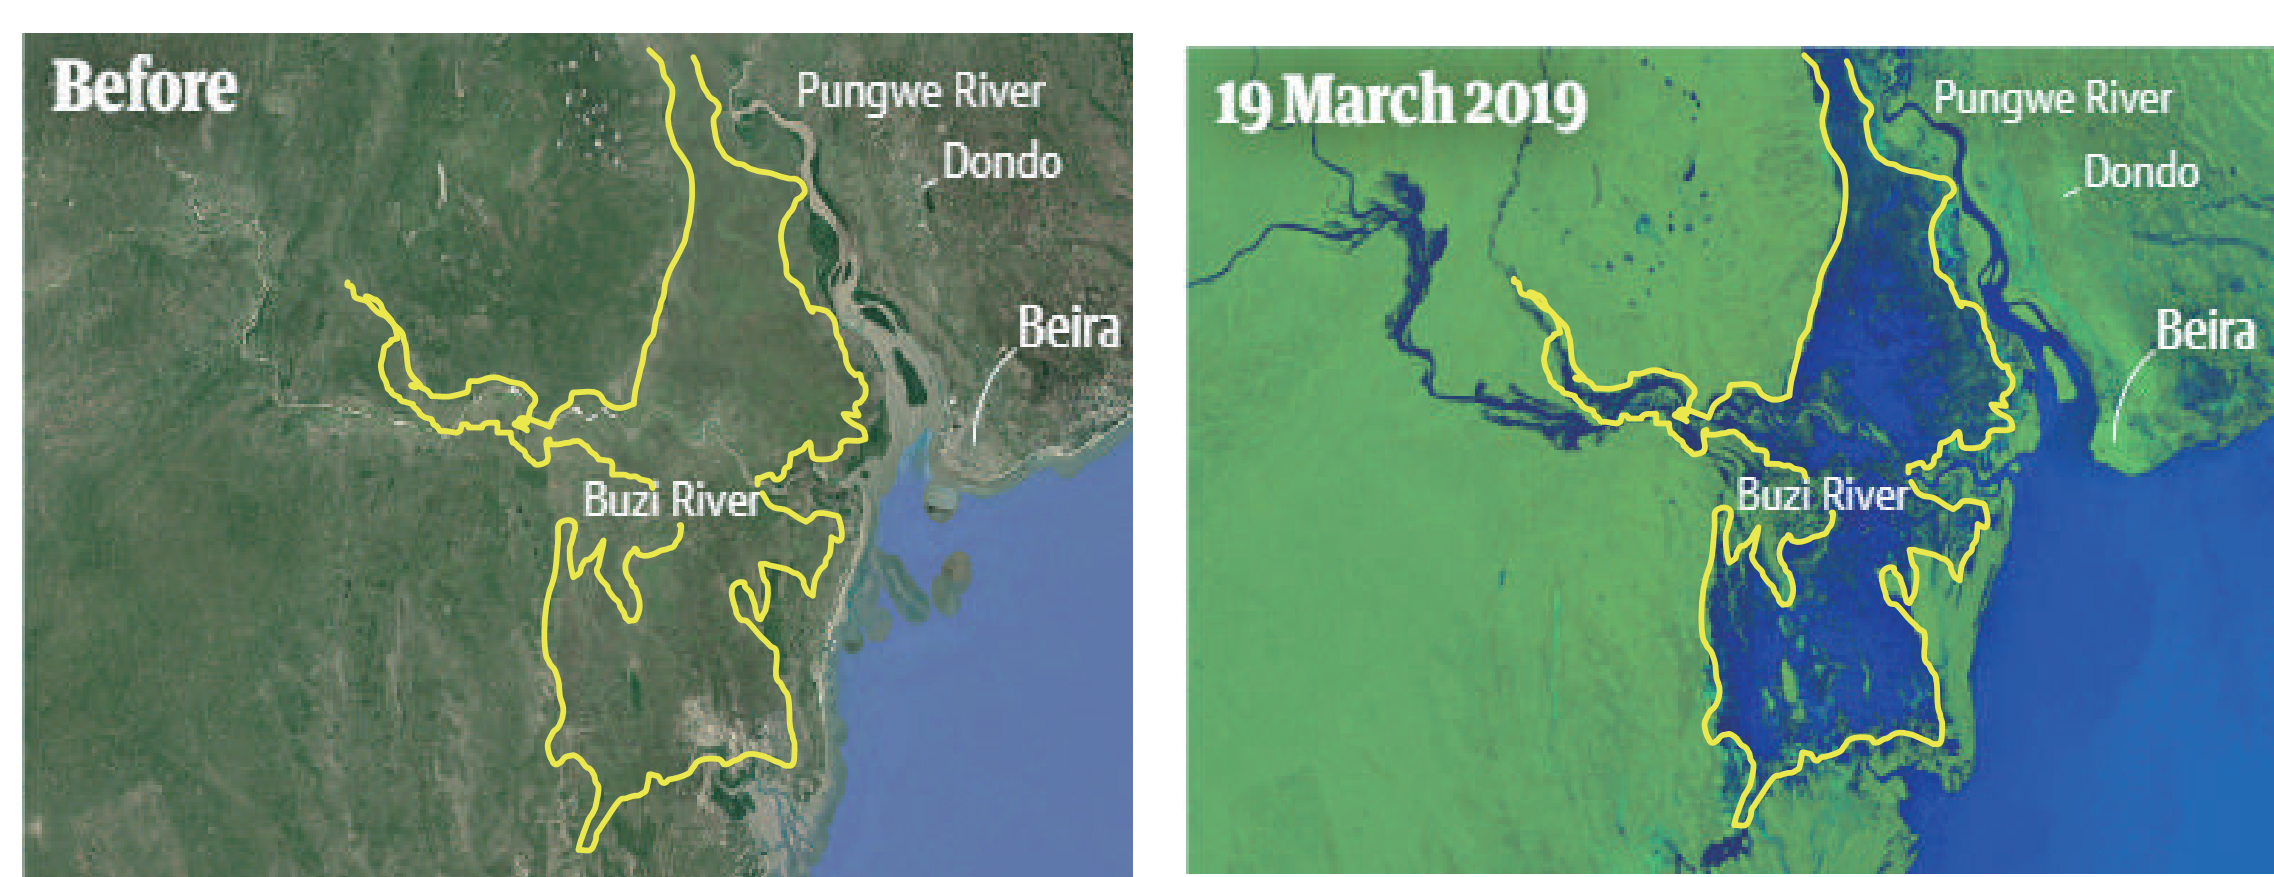 Before
Pungwe River
Dondo
Beira
Buzi River
19 March 2019
Pungwe River
Dondo
Beira
Buzi River